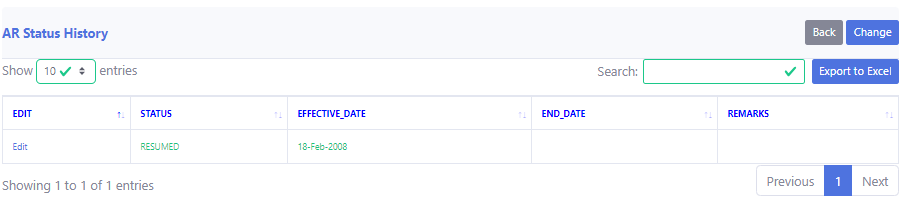 AR Status History Back Change
Show 10 entries Search: Export to Excel
EDIT STATUS EFFECTIVE_DATE END_DATE REMARKS
Edit RESUMED 18-Feb-2008
Showing 1 to 1 of 1 entries Previous 1 Next